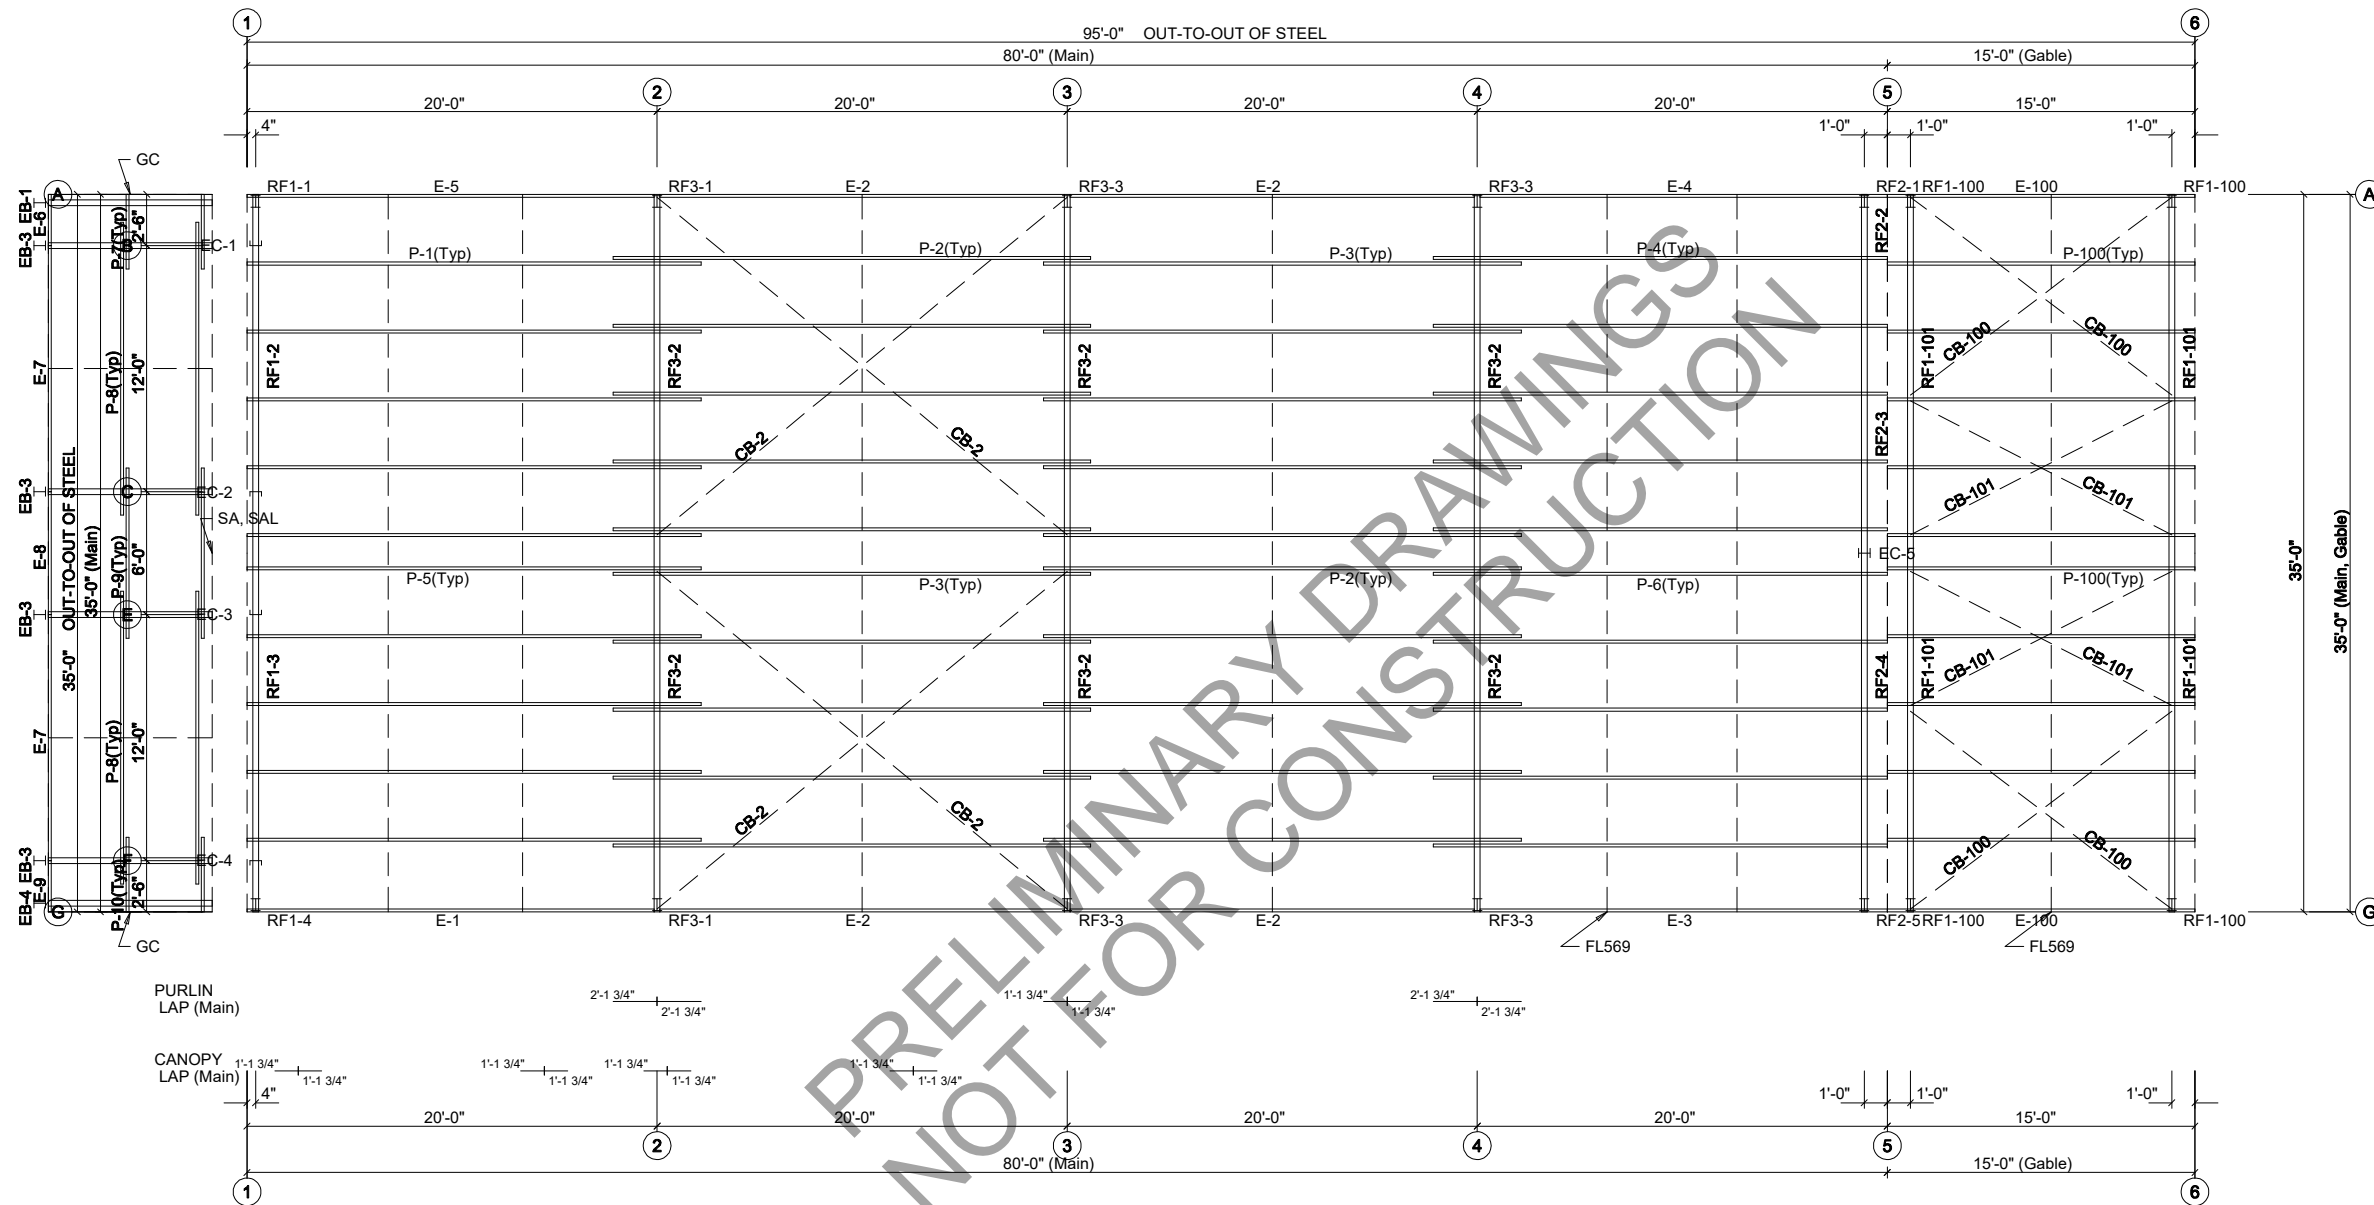 1
6
95'-0" OUT-TO-OUT OF STEEL
80'-0" (Main)
15'-0" (Gable)
2
3
4
5
20'-0"
20'-0"
20'-0"
20'-0"
15'-0"
4"
1'-0"
1'-0"
1'-0"
GC
A
RF1-1
E-5
RF3-1
E-2
RF3-3
E-2
RF3-3
E-4
RF2-1
RF1-100
E-100
RF1-100
A
EB-1
E-6
EB-3
P-7(Typ)
2'-6"
B
EC-1
P-1(Typ)
P-2(Typ)
P-3(Typ)
P-4(Typ)
RF2-2
P-100(Typ)
E-7
P-8(Typ)
12'-0"
RF1-2
RF3-2
RF3-2
RF3-2
RF1-101
CB-100
CB-100
RF1-101
CB-2
CB-2
RF2-3
EB-3
C
EC-2
SA, SAL
CB-101
CB-101
35'-0" OUT-TO-OUT OF STEEL
35'-0" (Main)
E-8
P-9(Typ)
6'-0"
EC-5
35'-0"
35'-0" (Main, Gable)
P-5(Typ)
P-3(Typ)
P-2(Typ)
P-6(Typ)
P-100(Typ)
EB-3
E
EC-3
RF1-3
RF3-2
RF3-2
RF3-2
RF2-4
RF1-101
CB-101
CB-101
RF1-101
E-7
P-8(Typ)
12'-0"
CB-2
CB-2
CB-100
CB-100
EB-3
EC-4
EB-4
E-9
P-10(Typ)
2'-6"
G
RF1-4
E-1
RF3-1
E-2
RF3-3
E-2
RF3-3
E-3
RF2-5
RF1-100
E-100
RF1-100
G
GC
FL569
FL569
PRELIMINARY DRAWINGS
NOT FOR CONSTRUCTION
PURLIN
LAP (Main)
2'-1 3/4"
2'-1 3/4"
1'-1 3/4"
1'-1 3/4"
2'-1 3/4"
2'-1 3/4"
CANOPY
LAP (Main)
1'-1 3/4"
1'-1 3/4"
1'-1 3/4"
1'-1 3/4"
1'-1 3/4"
1'-1 3/4"
1'-1 3/4"
1'-1 3/4"
4"
1'-0"
1'-0"
1'-0"
20'-0"
20'-0"
20'-0"
20'-0"
15'-0"
2
3
4
5
80'-0" (Main)
15'-0" (Gable)
1
6